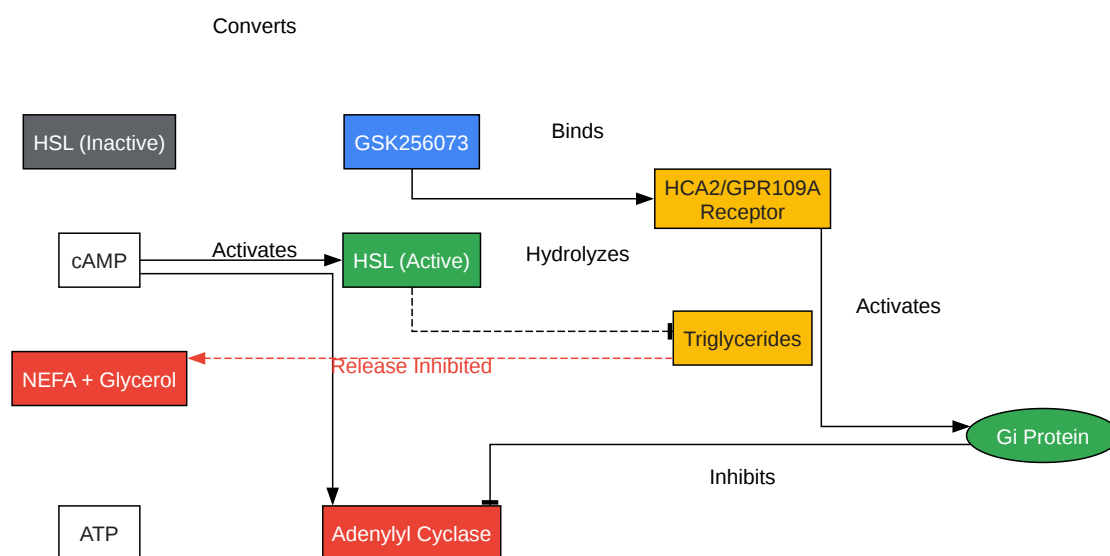 Converts
HSL (Inactive)
GSK256073
Binds
HCA2/GPR109A
Receptor
cAMP
Activates
HSL (Active)
Hydrolyzes
Activates
Triglycerides
Release Inhibited
NEFA + Glycerol
Gi Protein
Inhibits
ATP
Adenylyl Cyclase